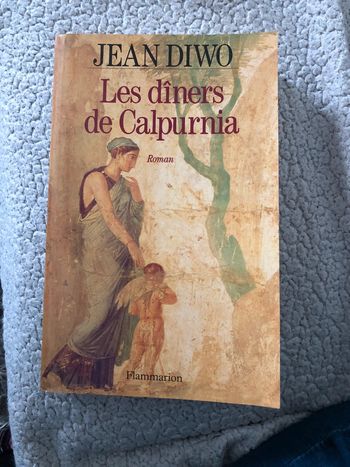 JEAN DIWO
Les dîners
de Calpurnia
Roman
Flammarion